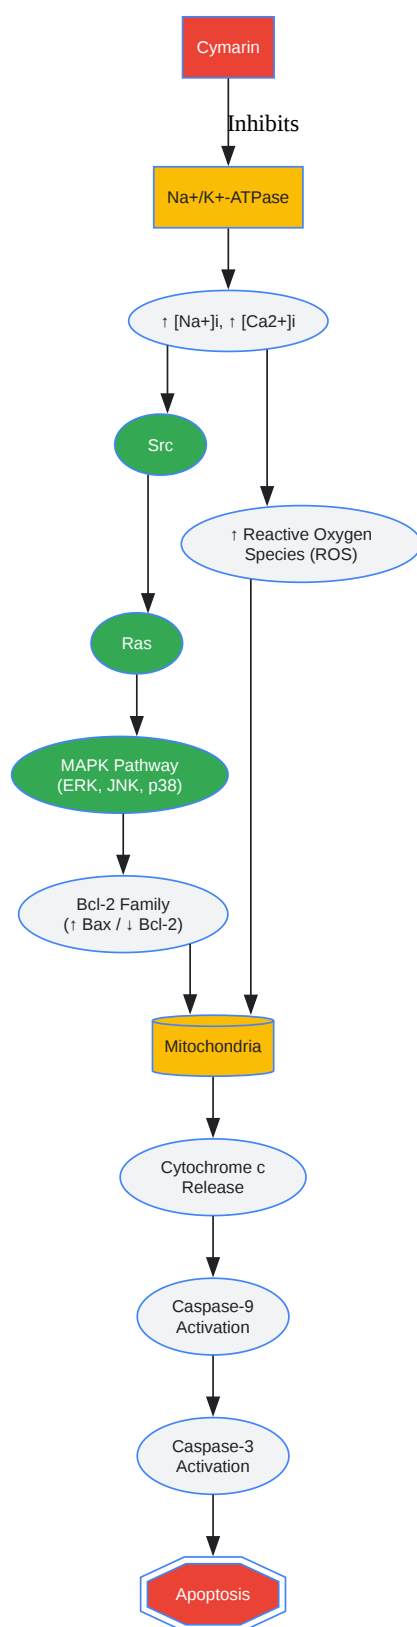 Cymarin
Inhibits
Na+/K+-ATPase
↑ [Na+]i, ↑ [Ca2+]i
Src
↑ Reactive Oxygen
Species (ROS)
Ras
MAPK Pathway
(ERK, JNK, p38)
Bcl-2 Family
(↑ Bax / ↓ Bcl-2)
Mitochondria
Cytochrome c
Release
Caspase-9
Activation
Caspase-3
Activation
Apoptosis